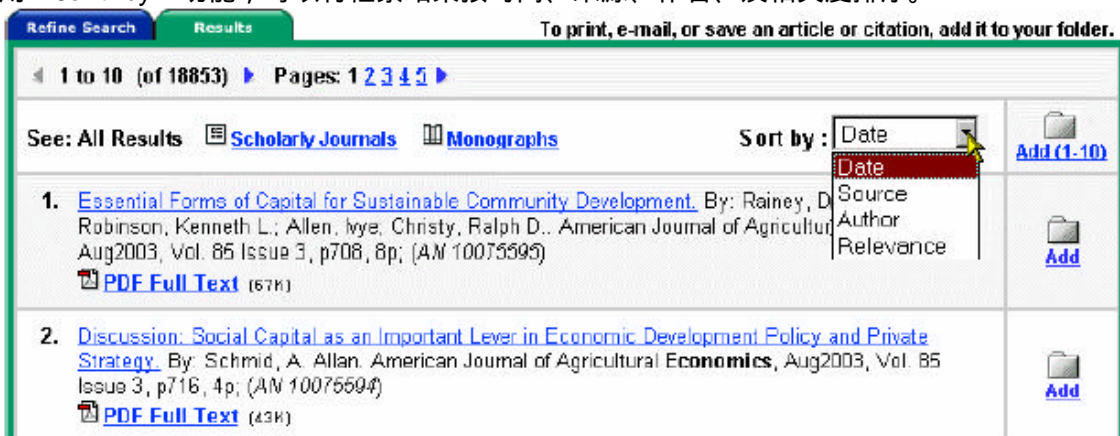 Refine Search Results To print, e-mail, or save an article or citation, add it to your folder.
1 to 10 (of 18853) Pages: 1 2 3 4 5
See: All Results Scholarly Journals Monographs Sort by : Date Add (1-10)
Date
Source
Author
Relevance
1. Essential Forms of Capital for Sustainable Community Development. By: Rainey, D
Robinson, Kenneth L.; Allen, Ivye; Christy, Ralph D.. American Journal of Agricultur
Aug2003, Vol. 85 Issue 3, p708, 8p; (AN 10075595)
PDF Full Text (67K)
Add
2. Discussion: Social Capital as an Important Lever in Economic Development Policy and Private
Strategy. By: Schmid, A. Allan. American Journal of Agricultural Economics, Aug2003, Vol. 85
Issue 3, p716, 4p; (AN 10075594)
PDF Full Text (43K)
Add